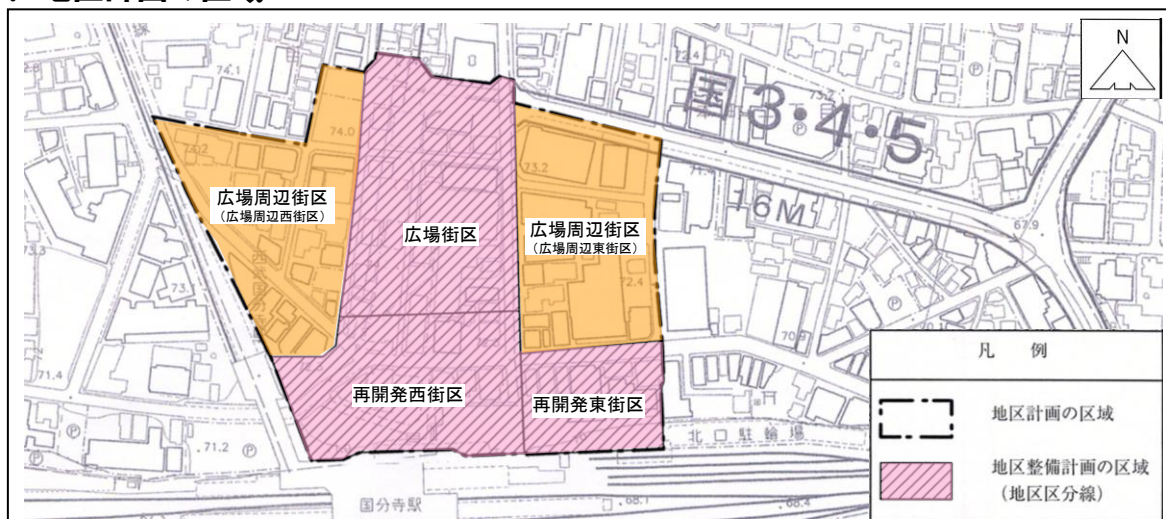 N
国3・4・5
16M
74.1
72.4
74.0
73.2
73.2
広場周辺街区
(広場周辺西街区)
広場街区
広場周辺街区
(広場周辺東街区)
67.9
73.3
72.4
70.9
凡 例
71.4
再開発西街区
再開発東街区
地区計画の区域
71.2
北口駐輪場
地区整備計画の区域
(地区区分線)
国分寺駅
68.1
68.4